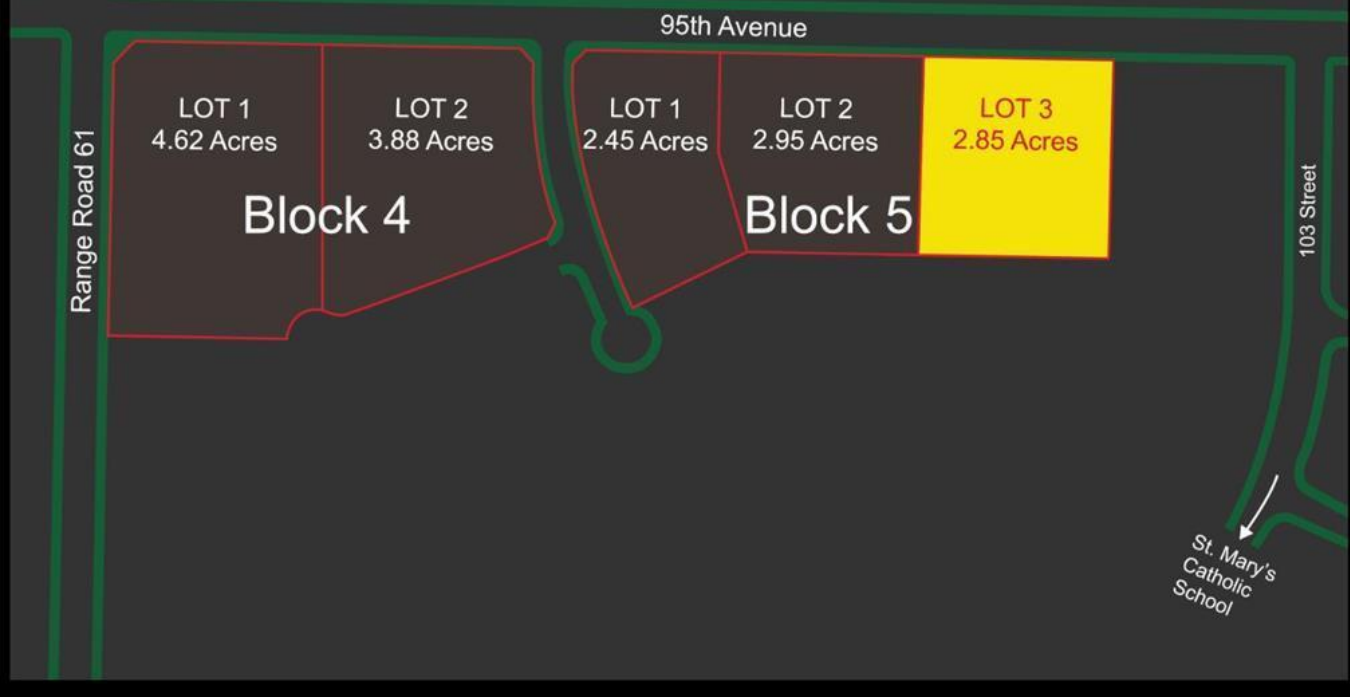 95th Avenue
LOT 1
4.62 Acres
LOT 2
3.88 Acres
Block 4
LOT 1
2.45 Acres
LOT 2
2.95 Acres
LOT 3
2.85 Acres
Block 5
Range Road 61
103 Street
St. Mary's
Catholic
School